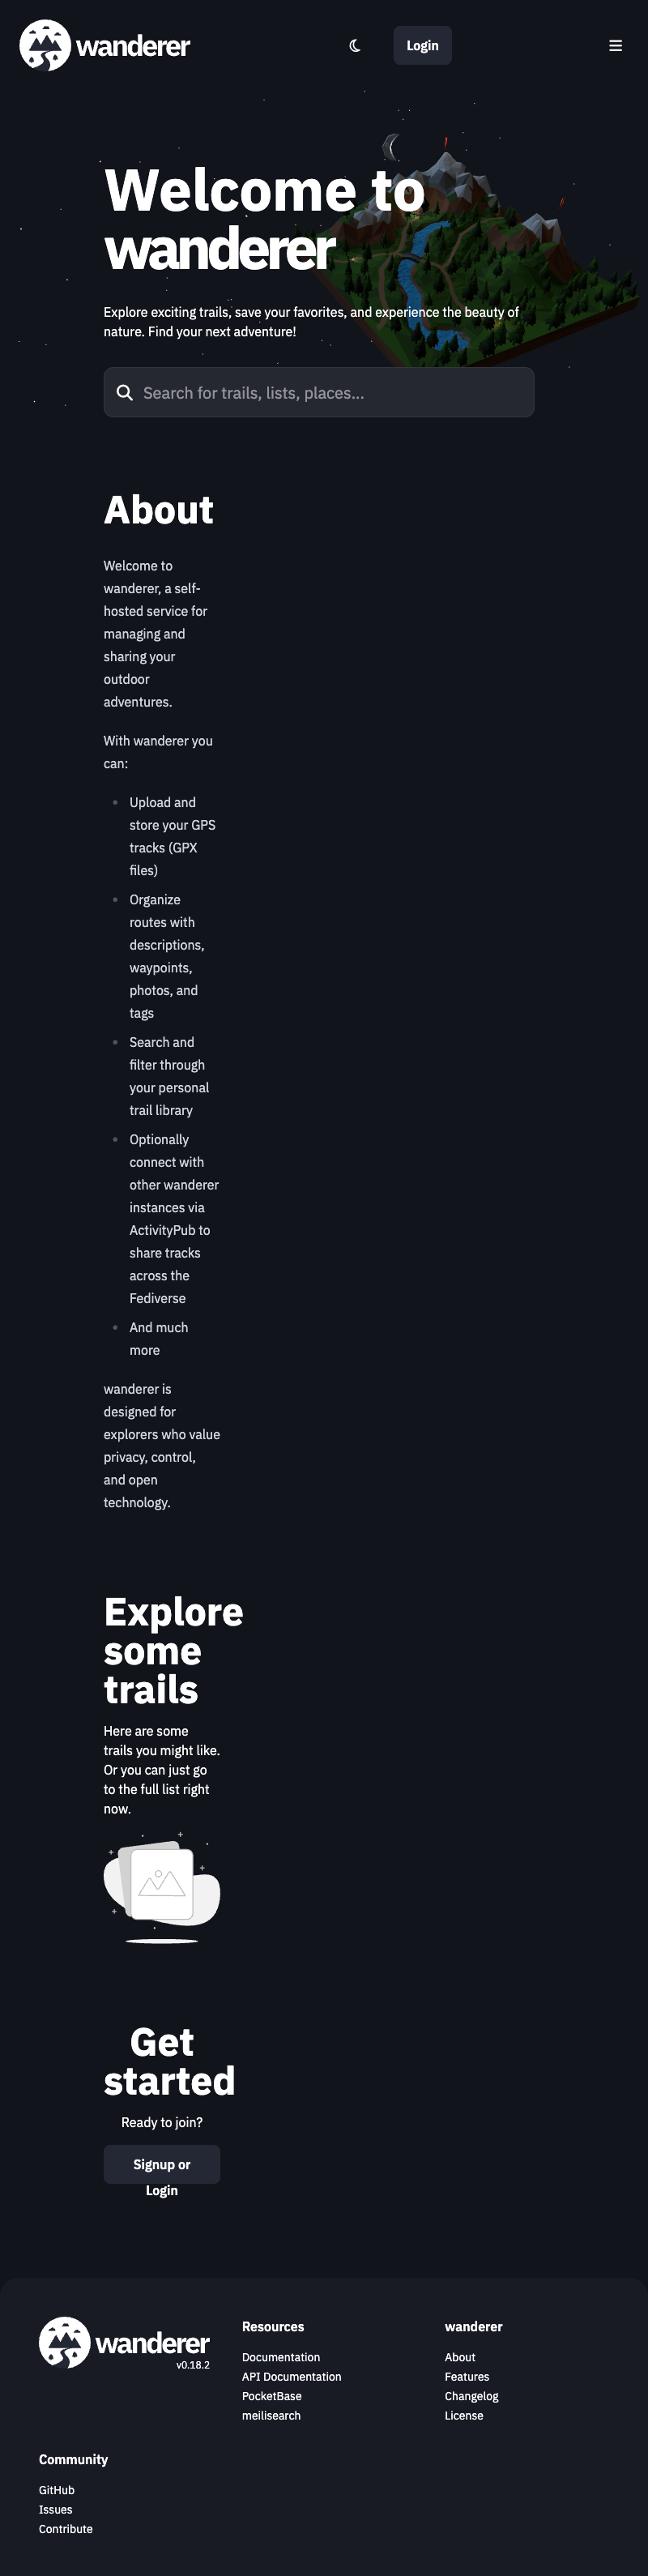 wanderer
Login
Welcome to
wanderer
Explore exciting trails, save your favorites, and experience the beauty of
nature. Find your next adventure!
Search for trails, lists, places...
About
Welcome to
wanderer, a self-
hosted service for
managing and
sharing your
outdoor
adventures.
With wanderer you
can:
Upload and
store your GPS
tracks (GPX
files)
Organize
routes with
descriptions,
waypoints,
photos, and
tags
Search and
filter through
your personal
trail library
Optionally
connect with
other wanderer
instances via
ActivityPub to
share tracks
across the
Fediverse
And much
more
wanderer is
designed for
explorers who value
privacy, control,
and open
technology.
Explore
some
trails
Here are some
trails you might like.
Or you can just go
to the full list right
now.
Get
started
Ready to join?
Signup or
Login
wanderer
v0.18.2
Resources
Documentation
API Documentation
PocketBase
meilisearch
wanderer
About
Features
Changelog
License
Community
GitHub
Issues
Contribute